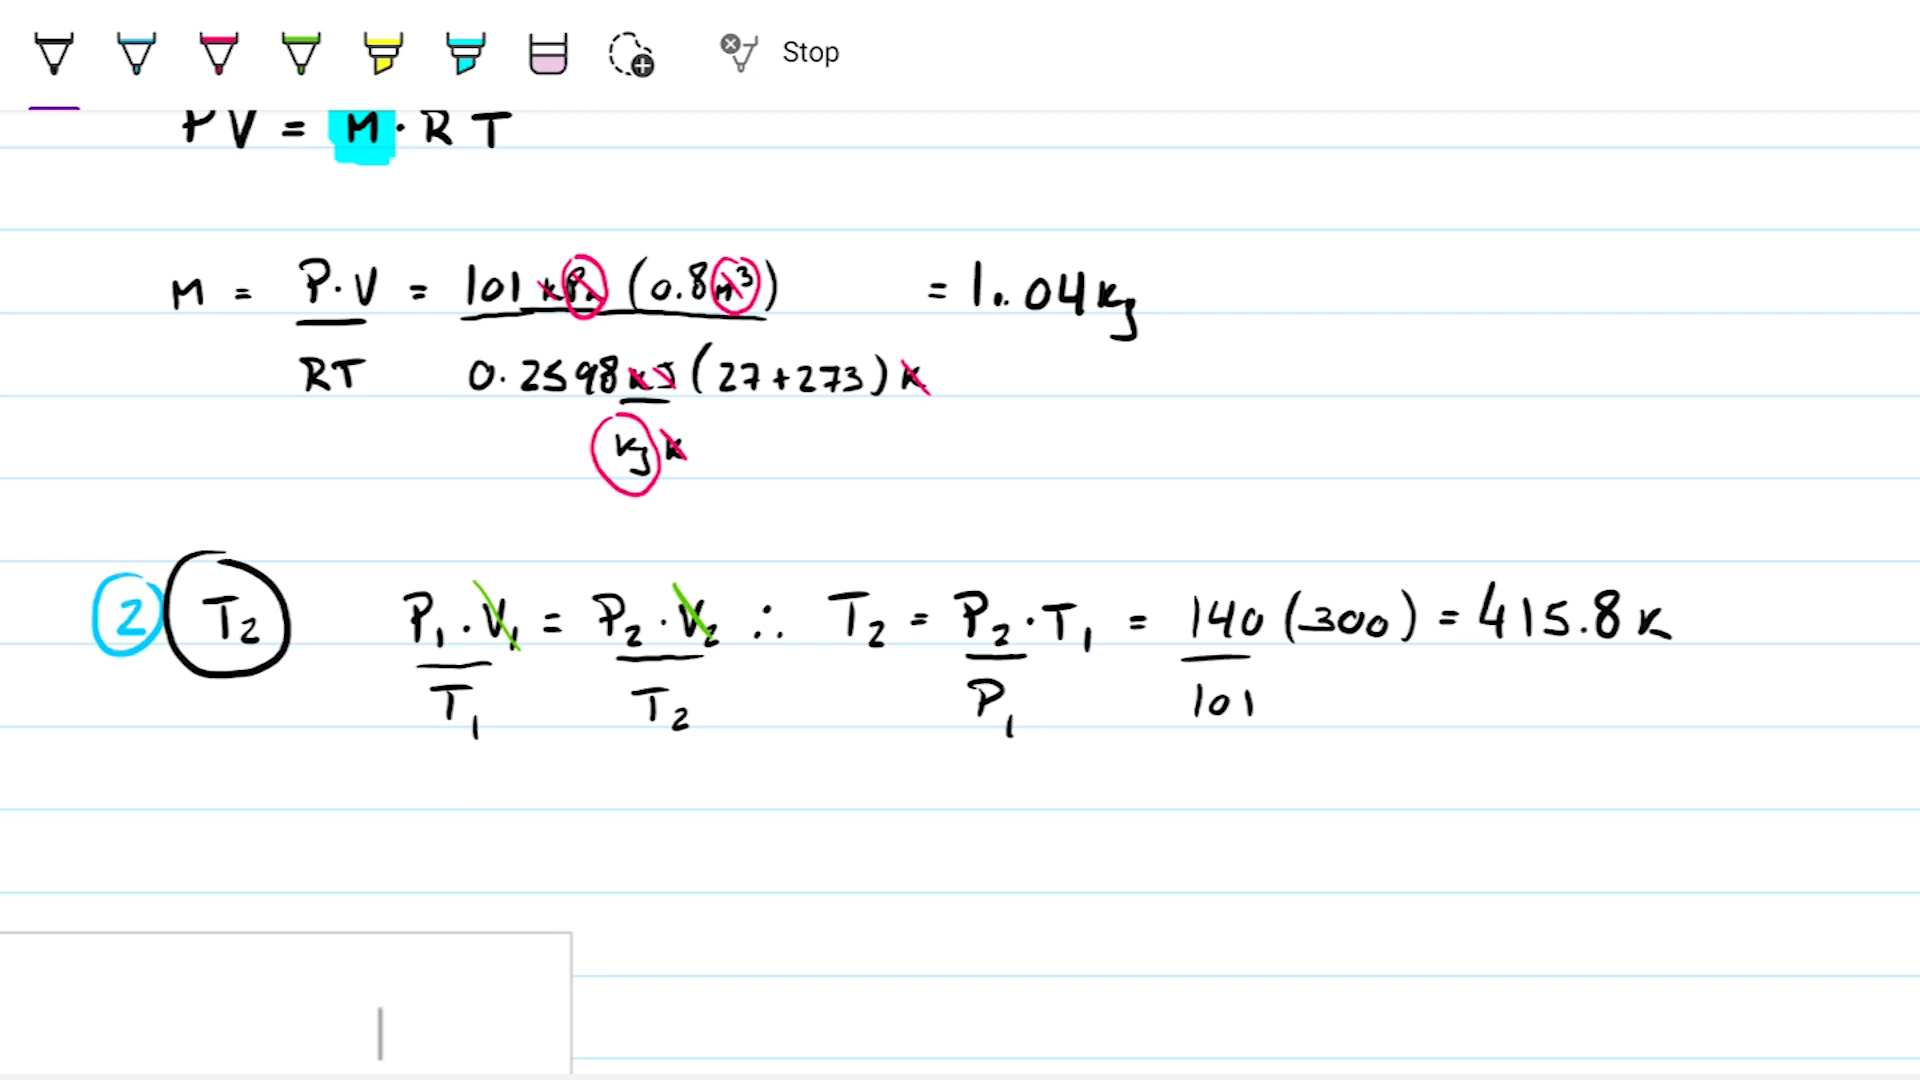 Stop
PV = M · R T
M = P·V = 101 kPa (0.8 m³) = 1.04 kg
RT 0.2598 kJ (27+273) K
kg K
2 T₂ P₁ · V₁ = P₂ · V₂ ∴ T₂ = P₂ · T₁ = 140 (300) = 415.8 K
T₁ T₂ P₁ 101